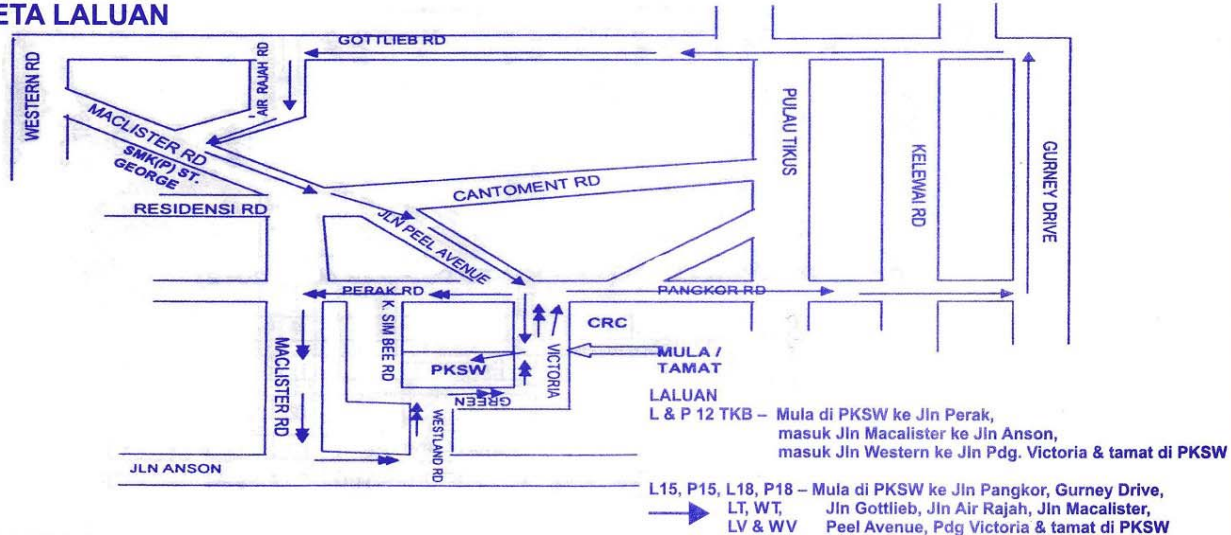 ETA LALUAN
GOTTLIEB RD
WESTERN RD
AIR RAJAH RD
MACLISTER RD
SMK(P) ST.
GEORGE
RESIDENSI RD
CANTOMENT RD
PULAU TIKUS
KELEWAI RD
GURNEY DRIVE
JLN PEEL AVENUE
PERAK RD
PANGKOR RD
K. SIM BEE RD
MACLISTER RD
CRC
VICTORIA
PKSW
MULA /
TAMAT
GREEN
WESTLAND RD
JLN ANSON
LALUAN
L & P 12 TKB – Mula di PKSW ke Jln Perak,
masuk Jln Macalister ke Jln Anson,
masuk Jln Western ke Jln Pdg. Victoria & tamat di PKSW
L15, P15, L18, P18 – Mula di PKSW ke Jln Pangkor, Gurney Drive,
LT, WT, Jln Gottlieb, Jln Air Rajah, Jln Macalister,
LV & WV Peel Avenue, Pdg Victoria & tamat di PKSW